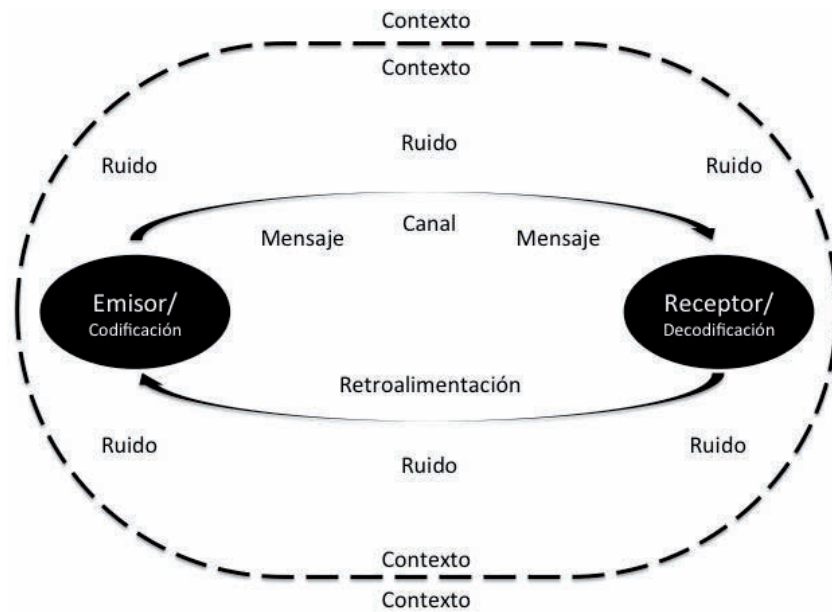 Contexto
Contexto
Ruido
Ruido
Ruido
Canal
Mensaje
Mensaje
Emisor/
Codificación
Receptor/
Decodificación
Retroalimentación
Ruido
Ruido
Ruido
Contexto
Contexto